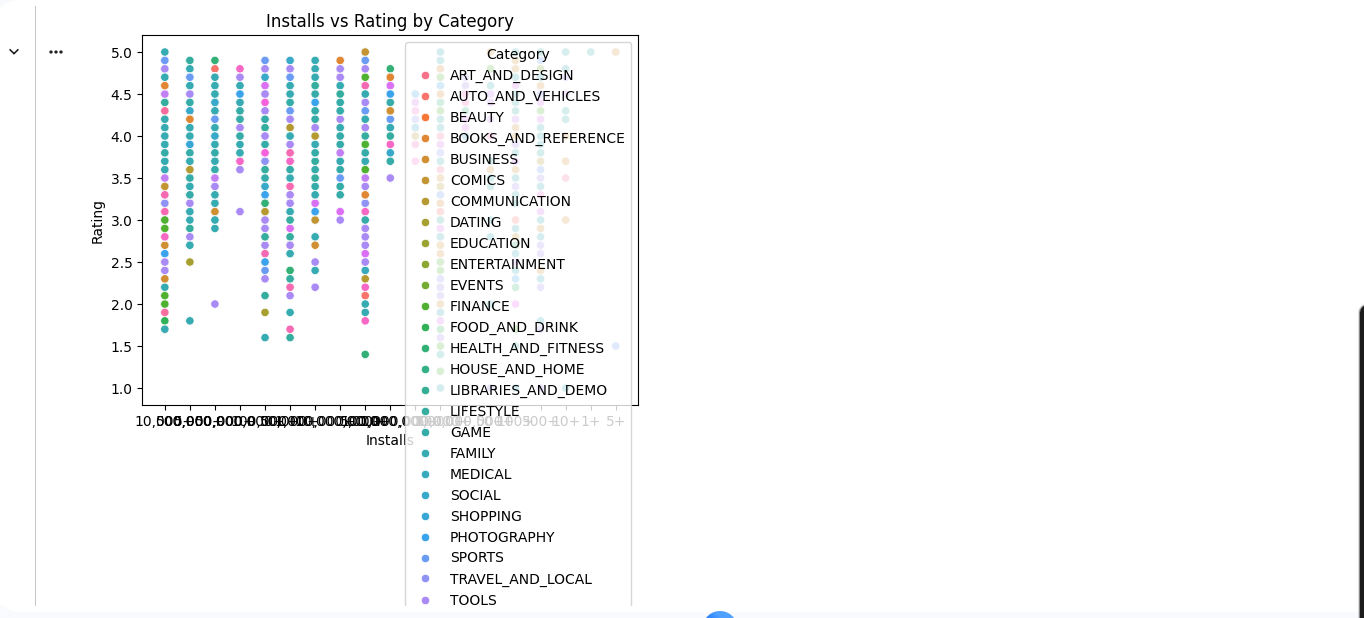 Installs vs Rating by Category
5.0
4.5
4.0
3.5
3.0
2.5
2.0
1.5
1.0
Rating
Installs
Category
ART_AND_DESIGN
AUTO_AND_VEHICLES
BEAUTY
BOOKS_AND_REFERENCE
BUSINESS
COMICS
COMMUNICATION
DATING
EDUCATION
ENTERTAINMENT
EVENTS
FINANCE
FOOD_AND_DRINK
HEALTH_AND_FITNESS
HOUSE_AND_HOME
LIBRARIES_AND_DEMO
LIFESTYLE
GAME
FAMILY
MEDICAL
SOCIAL
SHOPPING
PHOTOGRAPHY
SPORTS
TRAVEL_AND_LOCAL
TOOLS
10+ 1+ 5+